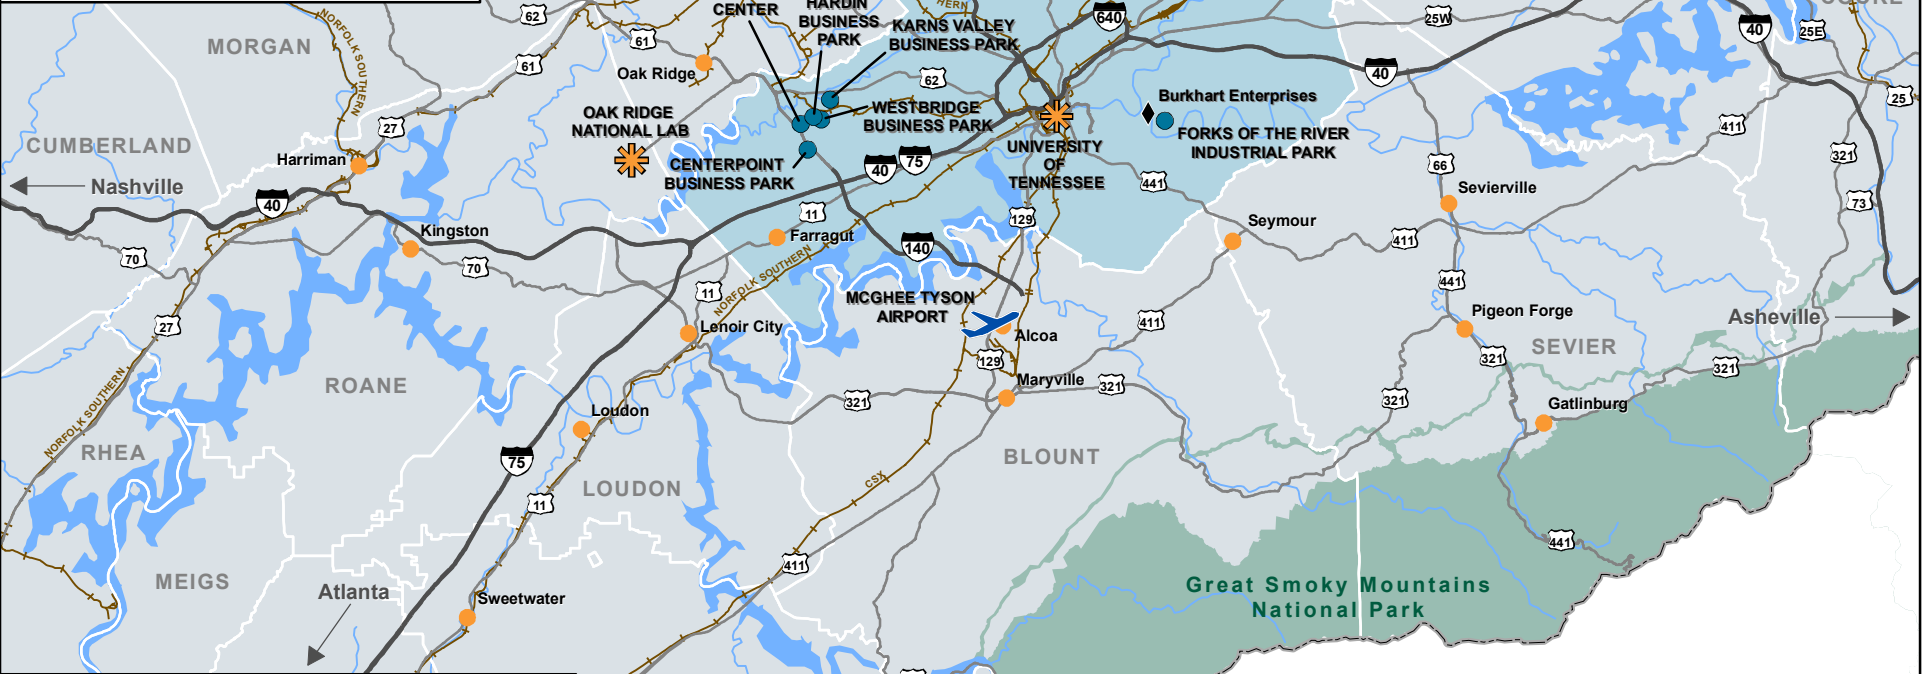 CENTER
HARDIN
BUSINESS
PARK
KARNS VALLEY
BUSINESS PARK
HERN
640
62
61
25W
40
25E
MORGAN
NORFOLK SOUTHERN
61
Oak Ridge
62
40
25
OAK RIDGE
NATIONAL LAB
WESTBRIDGE
BUSINESS PARK
Burkhart Enterprises
FORKS OF THE RIVER
INDUSTRIAL PARK
411
27
CUMBERLAND
Harriman
CENTERPOINT
BUSINESS PARK
40
75
UNIVERSITY
OF
TENNESSEE
441
66
321
Nashville
40
Sevierville
73
11
129
Seymour
411
Kingston
Farragut
140
70
70
NORFOLK SOUTHERN
441
11
MCGHEE TYSON
AIRPORT
Pigeon Forge
Asheville
27
Lenoir City
Alcoa
411
SEVIER
129
321
321
ROANE
Maryville
321
321
321
NORFOLK SOUTHERN
Loudon
Gatlinburg
RHEA
75
BLOUNT
CSX
LOUDON
11
441
411
MEIGS
Atlanta
Sweetwater
Great Smoky Mountains
National Park